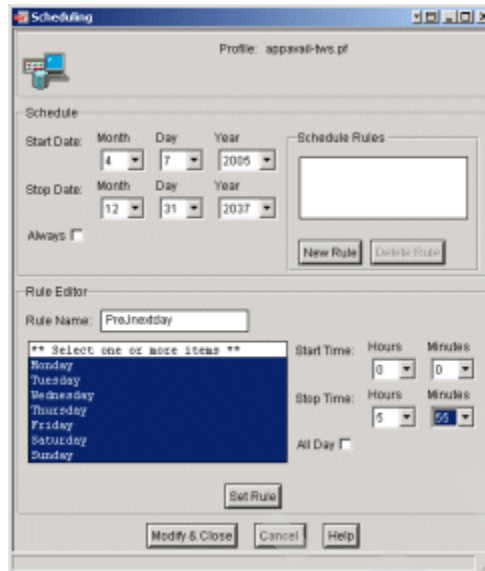 Scheduling
Profile: appavail-tws.pf
Schedule
Start Date: Month Day Year
4 7 2005
Stop Date: Month Day Year
12 31 2037
Always
Schedule Rules
New Rule Delete Rule
Rule Editor
Rule Name: PreJnextday
** Select one or more items **
Monday
Tuesday
Wednesday
Thursday
Friday
Saturday
Sunday
Start Time: Hours Minutes
0 0
Stop Time: Hours Minutes
5 55
All Day
Set Rule
Modify & Close Cancel Help